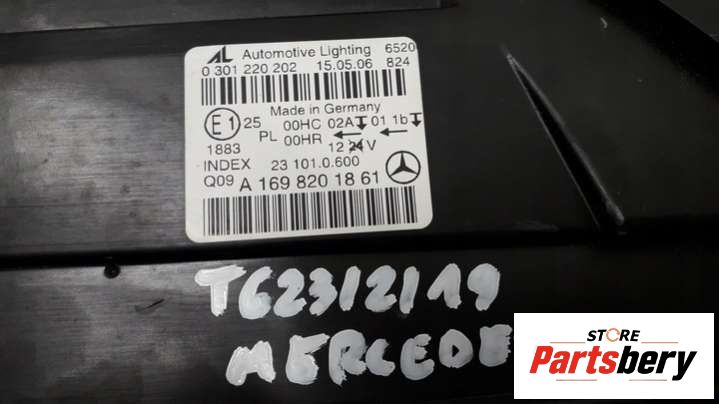 AL Automotive Lighting 6520
0 301 220 202 15.05.06 824
Made in Germany
E1 25 00HC 02A 01 1b
PL 00HR
1883 12 24 V
INDEX 23 101.0.600
Q09 A 169 820 18 61
T62312119
MERCEDE
STORE
Partsbery